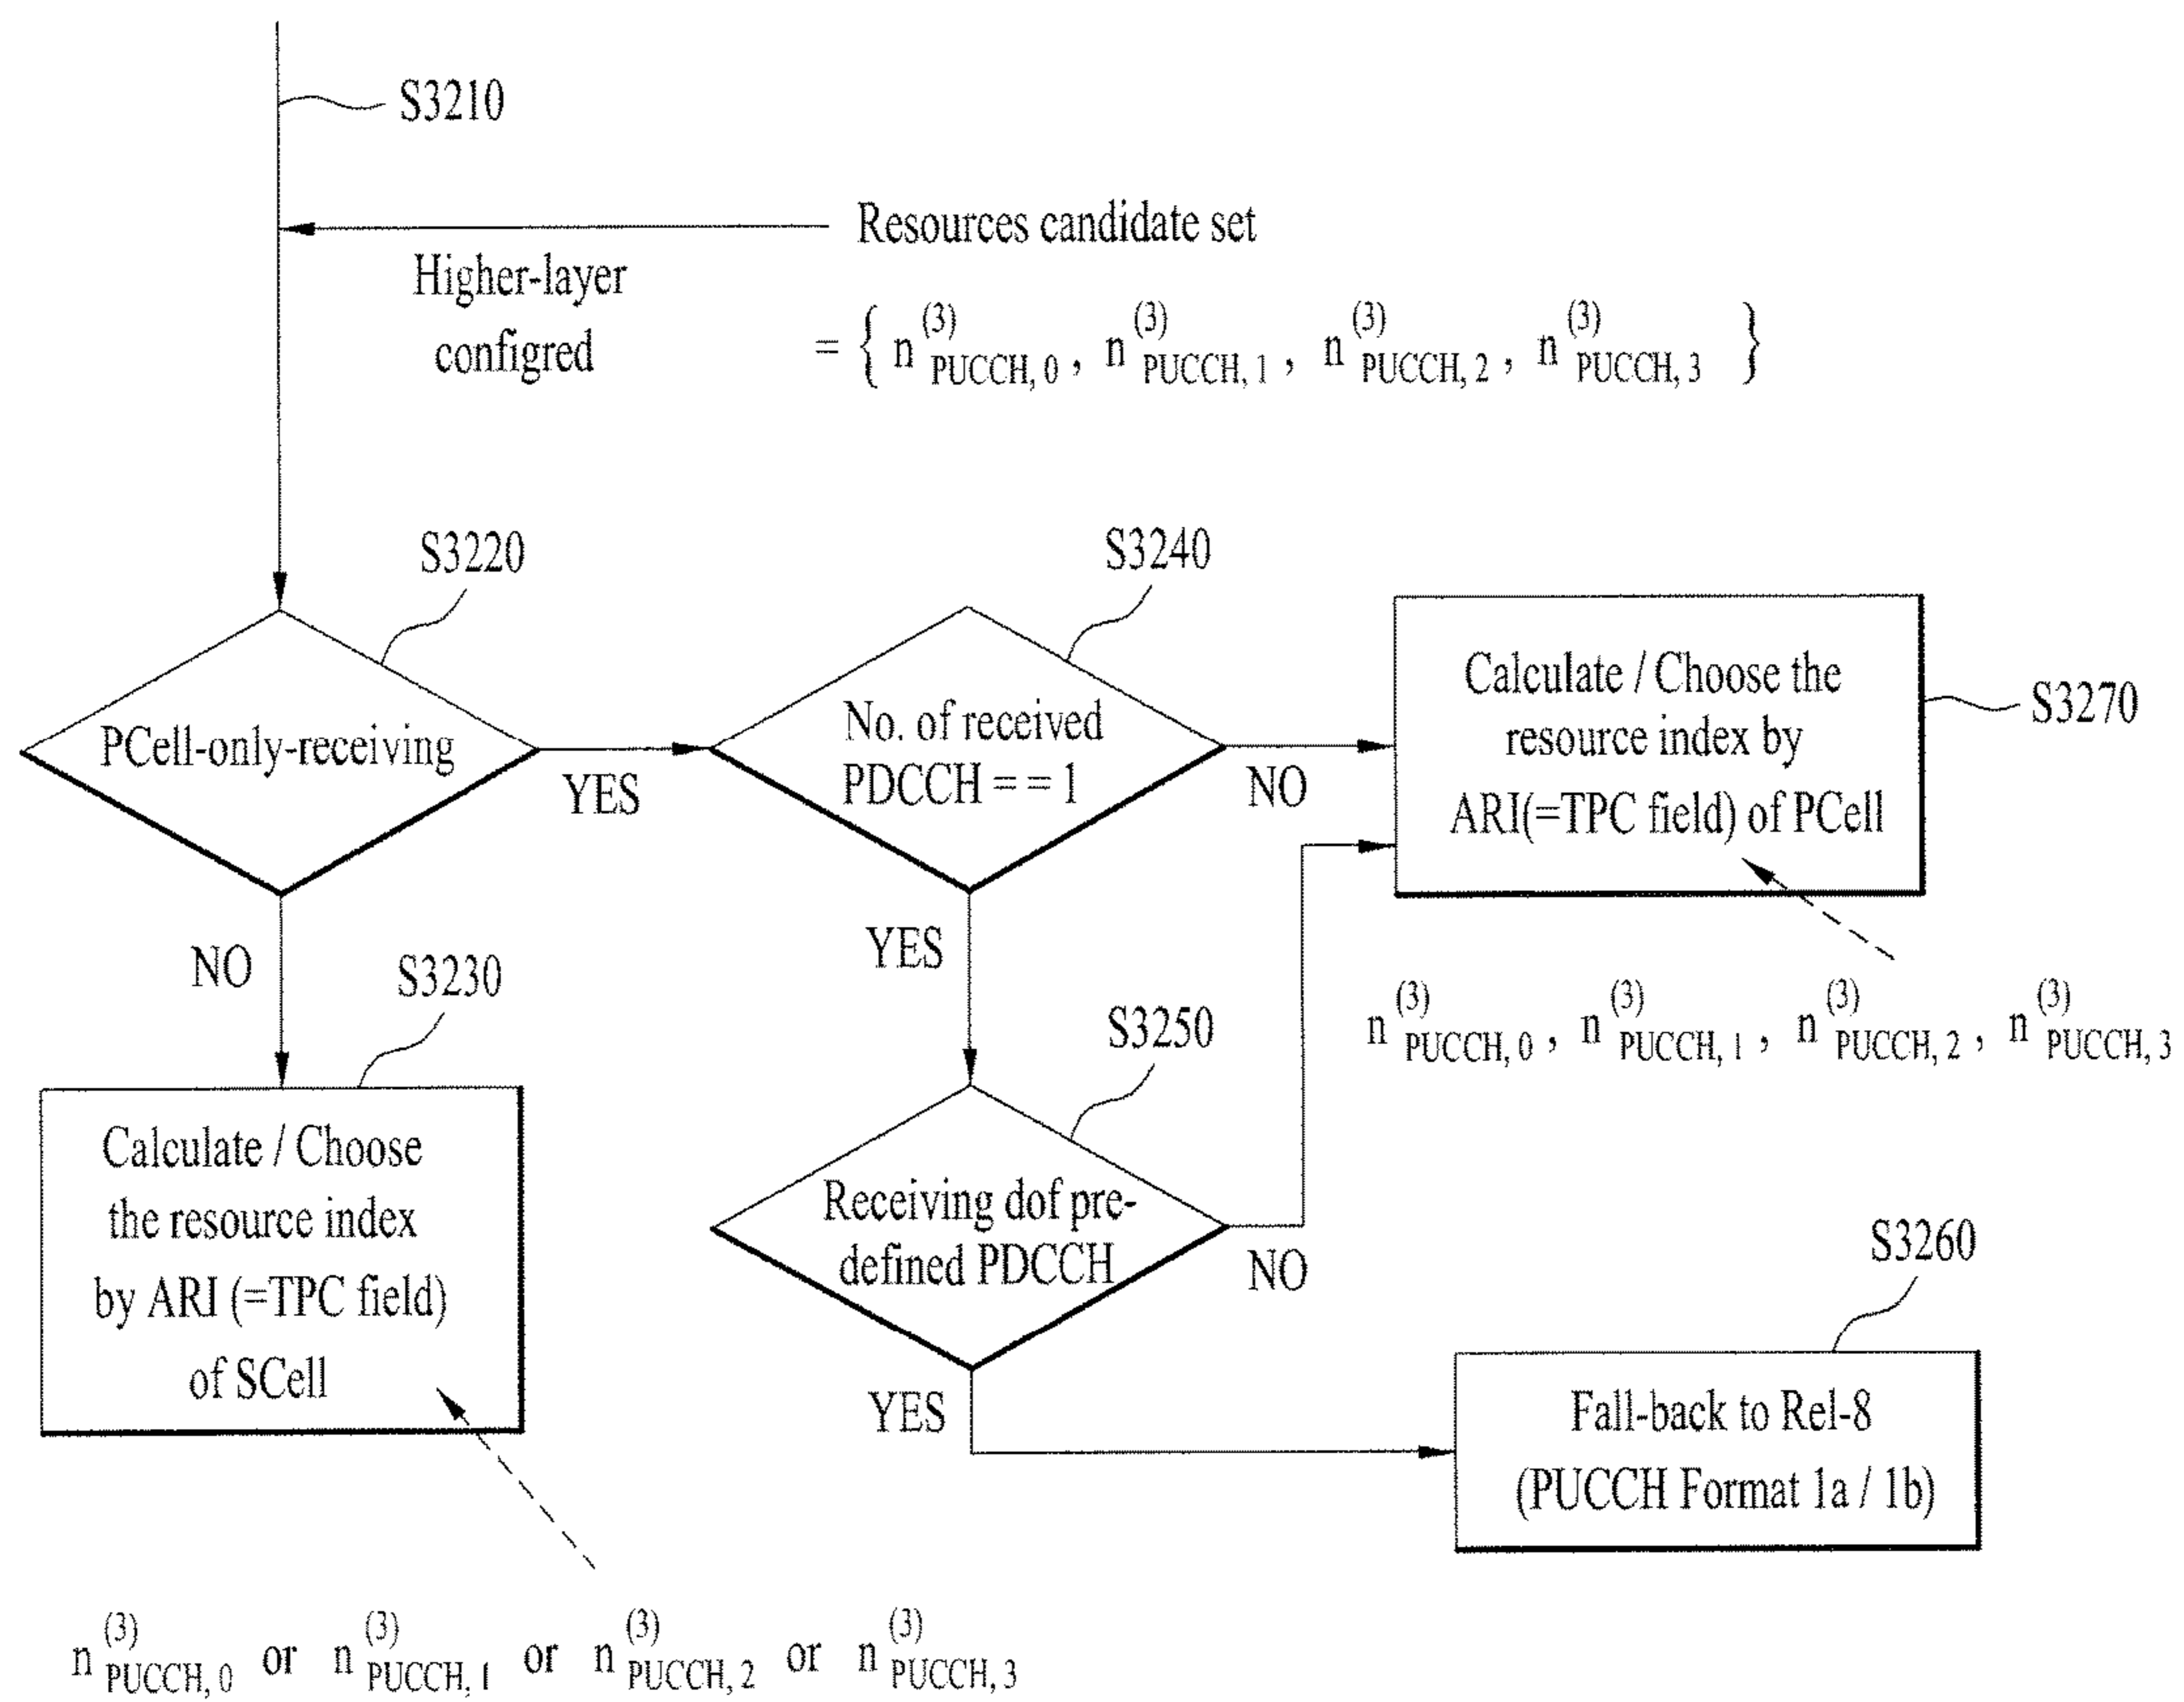 S3210
Resources candidate set
Higher-layer
configred
= { n(3)PUCCH, 0 , n(3)PUCCH, 1 , n(3)PUCCH, 2 , n(3)PUCCH, 3 }
S3220
S3240
PCell-only-receiving
YES
No. of received
PDCCH = = 1
NO
Calculate / Choose the
resource index by
ARI(=TPC field) of PCell
S3270
NO
YES
n(3)PUCCH, 0 , n(3)PUCCH, 1 , n(3)PUCCH, 2 , n(3)PUCCH, 3
S3230
S3250
Calculate / Choose
the resource index
by ARI (=TPC field)
of SCell
Receiving dof pre-
defined PDCCH
NO
YES
S3260
Fall-back to Rel-8
(PUCCH Format 1a / 1b)
n(3)PUCCH, 0 or n(3)PUCCH, 1 or n(3)PUCCH, 2 or n(3)PUCCH, 3